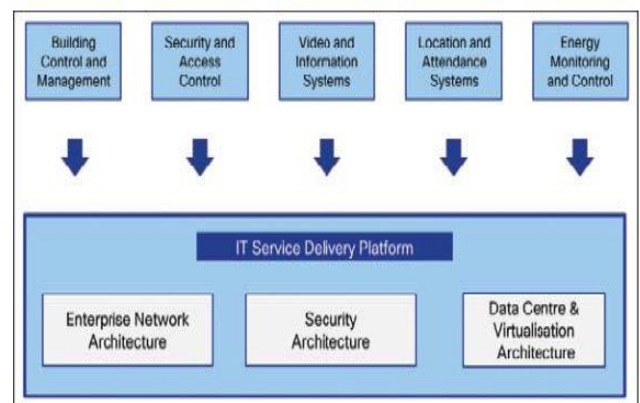 Building
Control and
Management
Security and
Access
Control
Video and
Information
Systems
Location and
Attendance
Systems
Energy
Monitoring
and Control
IT Service Delivery Platform
Enterprise Network
Architecture
Security
Architecture
Data Centre &
Virtualisation
Architecture